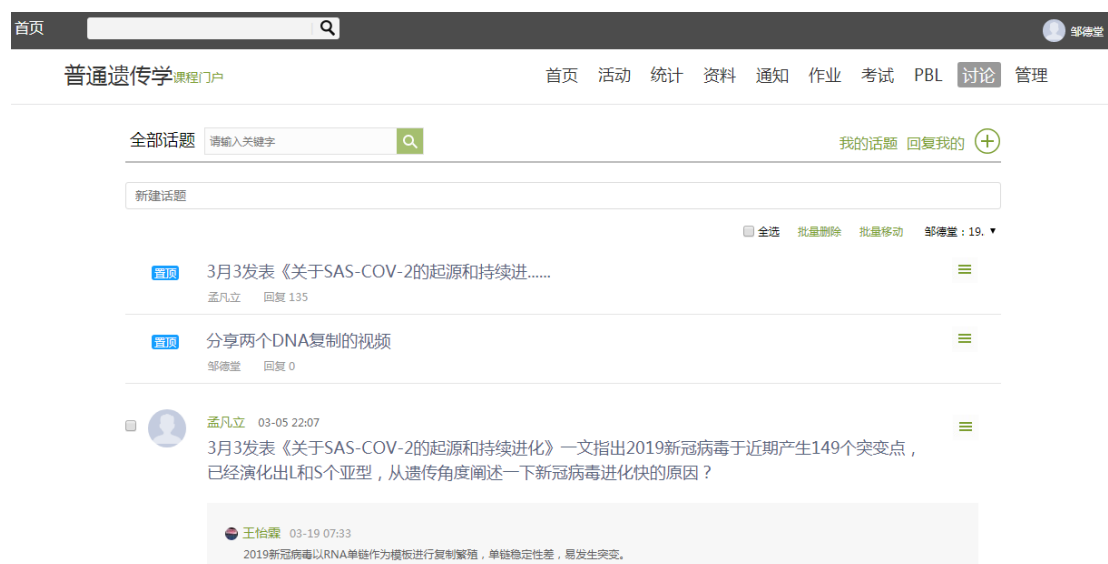 首页
邹德堂
普通遗传学课程门户
首页 活动 统计 资料 通知 作业 考试 PBL 讨论 管理
全部话题 请输入关键字 我的话题 回复我的
新建话题
全选 批量删除 批量移动 邹德堂：19.
置顶 3月3发表《关于SAS-COV-2的起源和持续进......
孟凡立 回复 135
置顶 分享两个DNA复制的视频
邹德堂 回复 0
孟凡立 03-05 22:07
3月3发表《关于SAS-COV-2的起源和持续进化》一文指出2019新冠病毒于近期产生149个突变点，
已经演化出L和S个亚型，从遗传角度阐述一下新冠病毒进化快的原因？
王怡霖 03-19 07:33
2019新冠病毒以RNA单链作为模板进行复制繁殖，单链稳定性差，易发生突变。